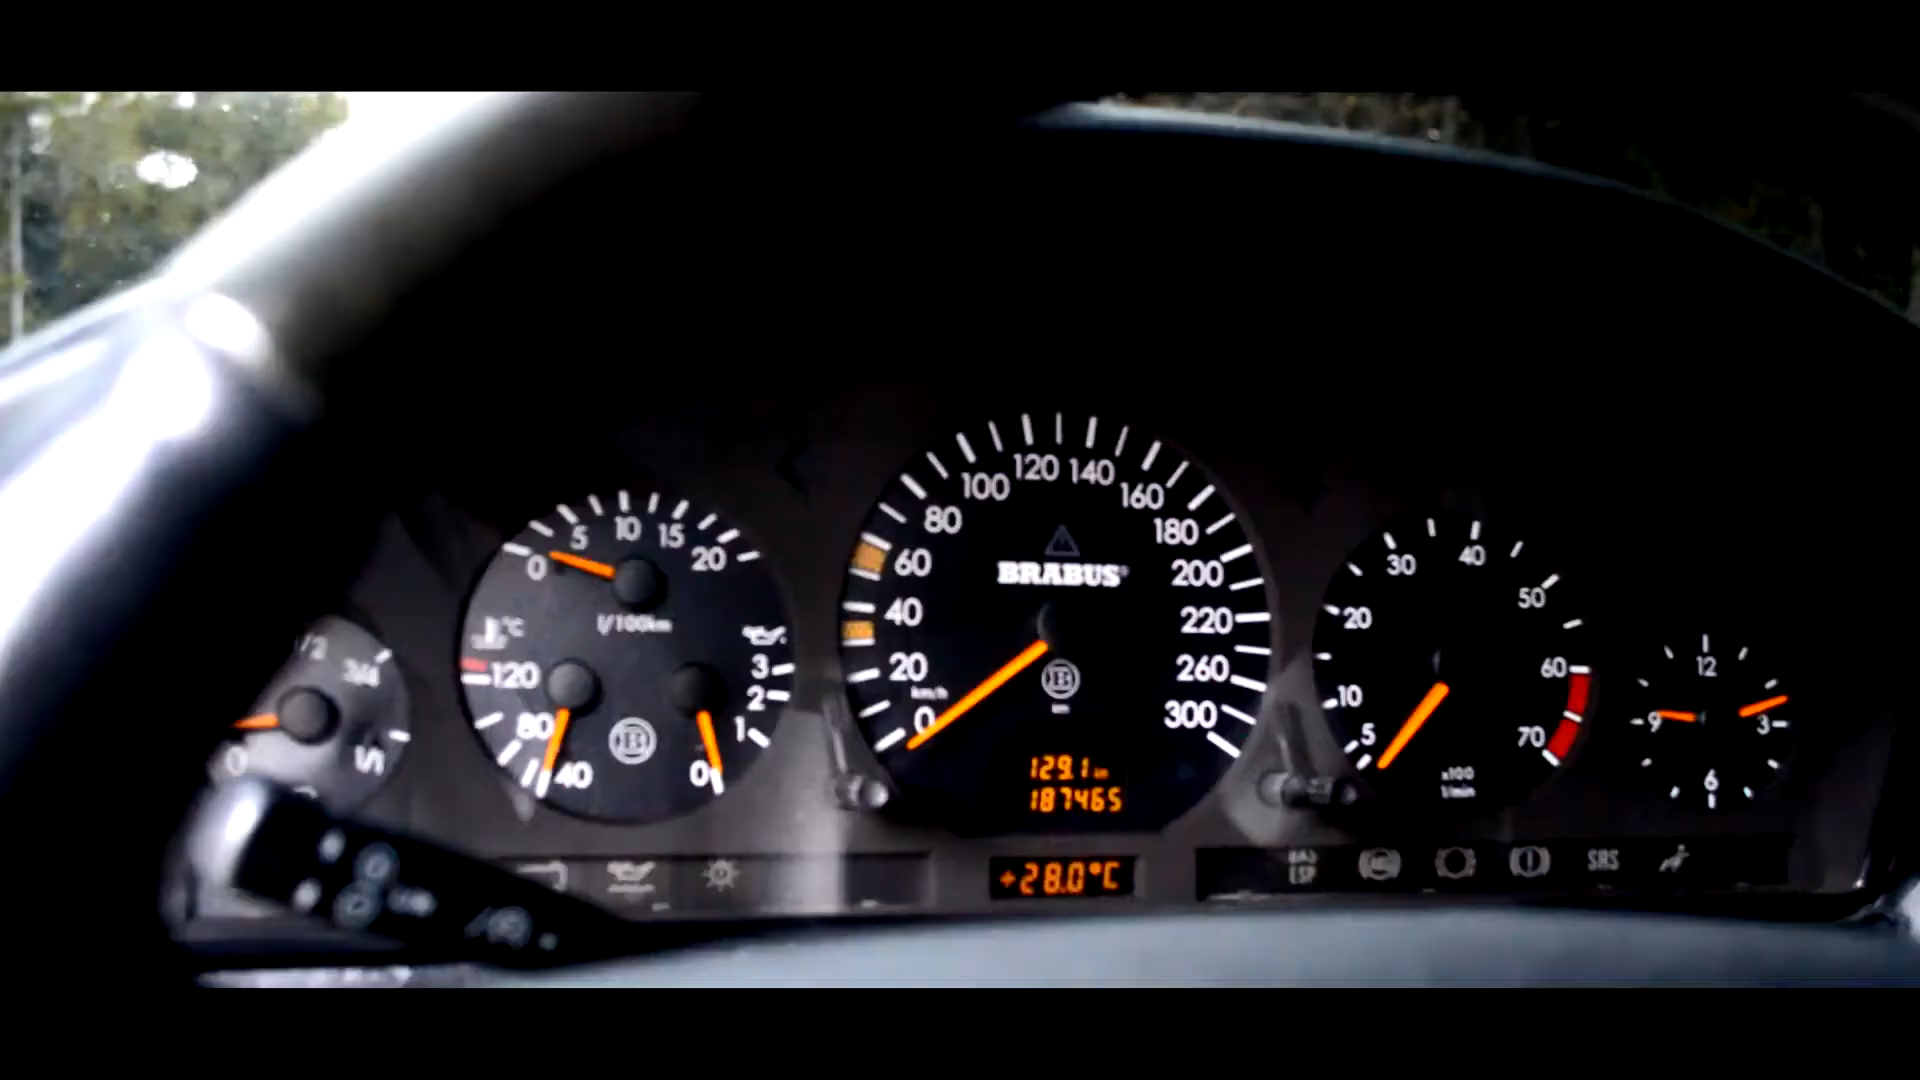 1/2
3/4
0
1/1
0 5 10 15 20
l/100km
°C
120
80
40
3
2
1
0
B
0 20 40 60 80 100 120 140 160 180 200 220 260 300
BRABUS®
km/h
B
129.1 km
187465
+28.0°C
5 10 20 30 40 50 60 70
x100
1/min
12
3
6
9
BAS
ESP
SRS